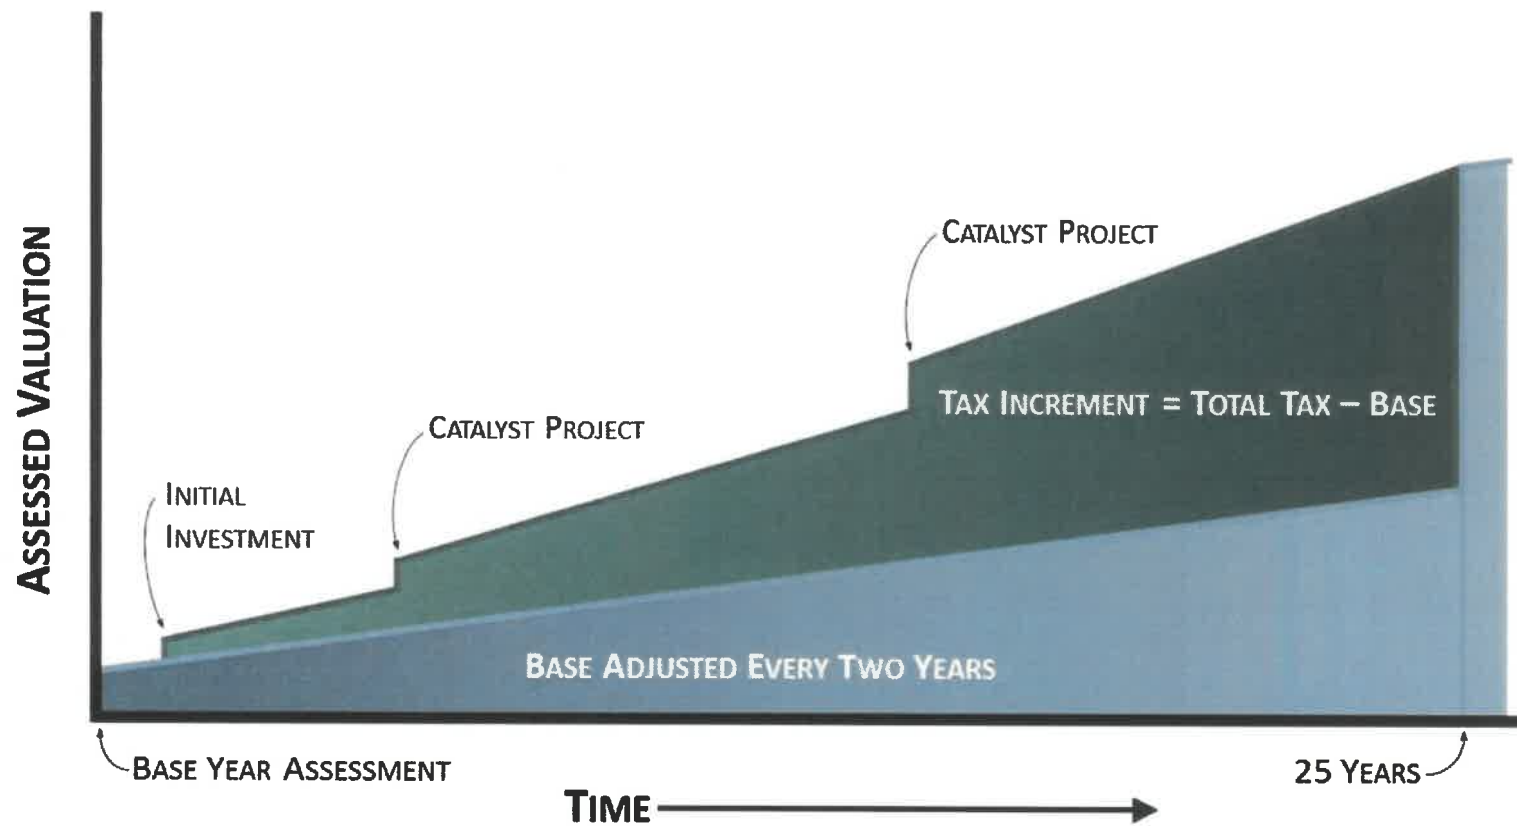 ASSESSED VALUATION
CATALYST PROJECT
CATALYST PROJECT
INITIAL
INVESTMENT
TAX INCREMENT = TOTAL TAX – BASE
BASE ADJUSTED EVERY TWO YEARS
BASE YEAR ASSESSMENT
25 YEARS
TIME